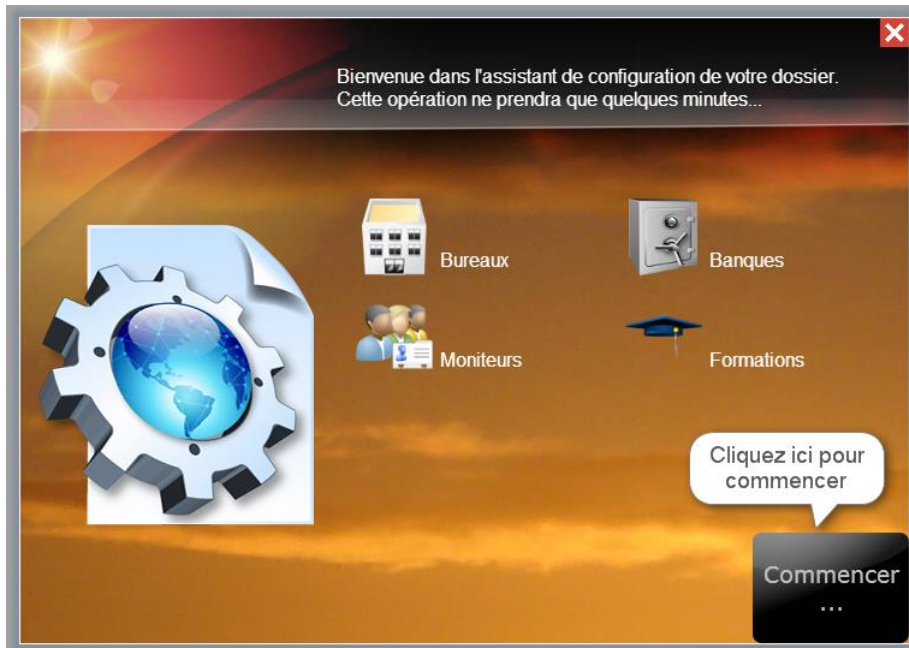 Bienvenue dans l'assistant de configuration de votre dossier.
Cette opération ne prendra que quelques minutes...
Bureaux
Banques
Moniteurs
Formations
Cliquez ici pour
commencer
Commencer
...